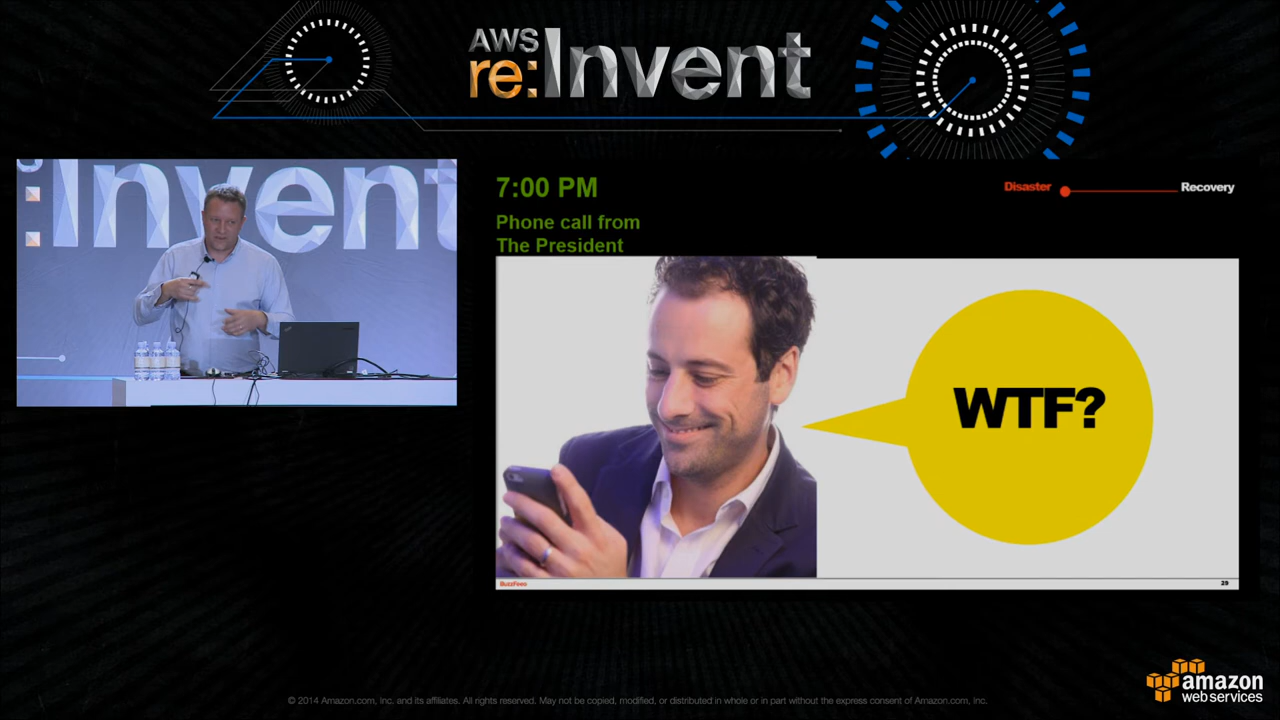 AWS
re:Invent
:Invent
7:00 PM
Phone call from
The President
Disaster
Recovery
WTF?
BuzzFeed
29
© 2014 Amazon.com, Inc. and its affiliates. All rights reserved. May not be copied, modified, or distributed in whole or in part without the express consent of Amazon.com, Inc.
amazon
web services